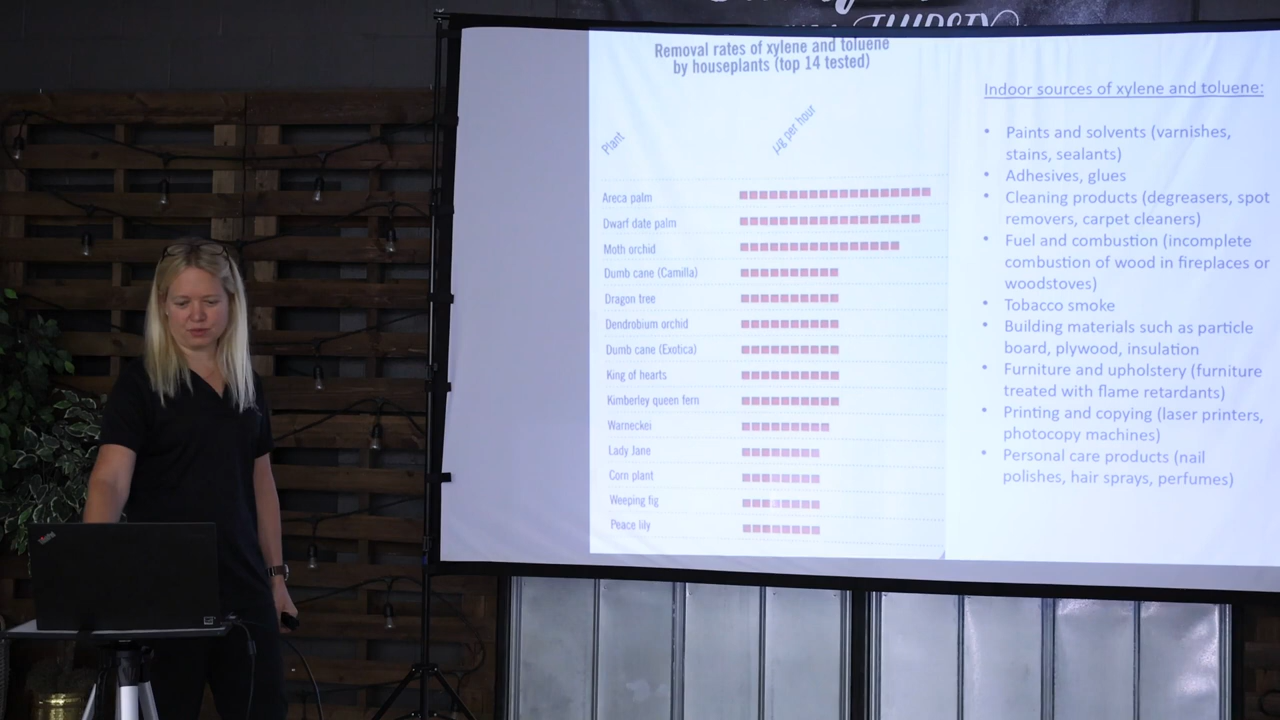 THIRSTY
Removal rates of xylene and toluene
by houseplants (top 14 tested)
Plant
µg per hour
Areca palm
Dwarf date palm
Moth orchid
Dumb cane (Camilla)
Dragon tree
Dendrobium orchid
Dumb cane (Exotica)
King of hearts
Kimberley queen fern
Warneckei
Lady Jane
Corn plant
Weeping fig
Peace lily
Indoor sources of xylene and toluene:
• Paints and solvents (varnishes,
stains, sealants)
• Adhesives, glues
• Cleaning products (degreasers, spot
removers, carpet cleaners)
• Fuel and combustion (incomplete
combustion of wood in fireplaces or
woodstoves)
• Tobacco smoke
• Building materials such as particle
board, plywood, insulation
• Furniture and upholstery (furniture
treated with flame retardants)
• Printing and copying (laser printers,
photocopy machines)
• Personal care products (nail
polishes, hair sprays, perfumes)